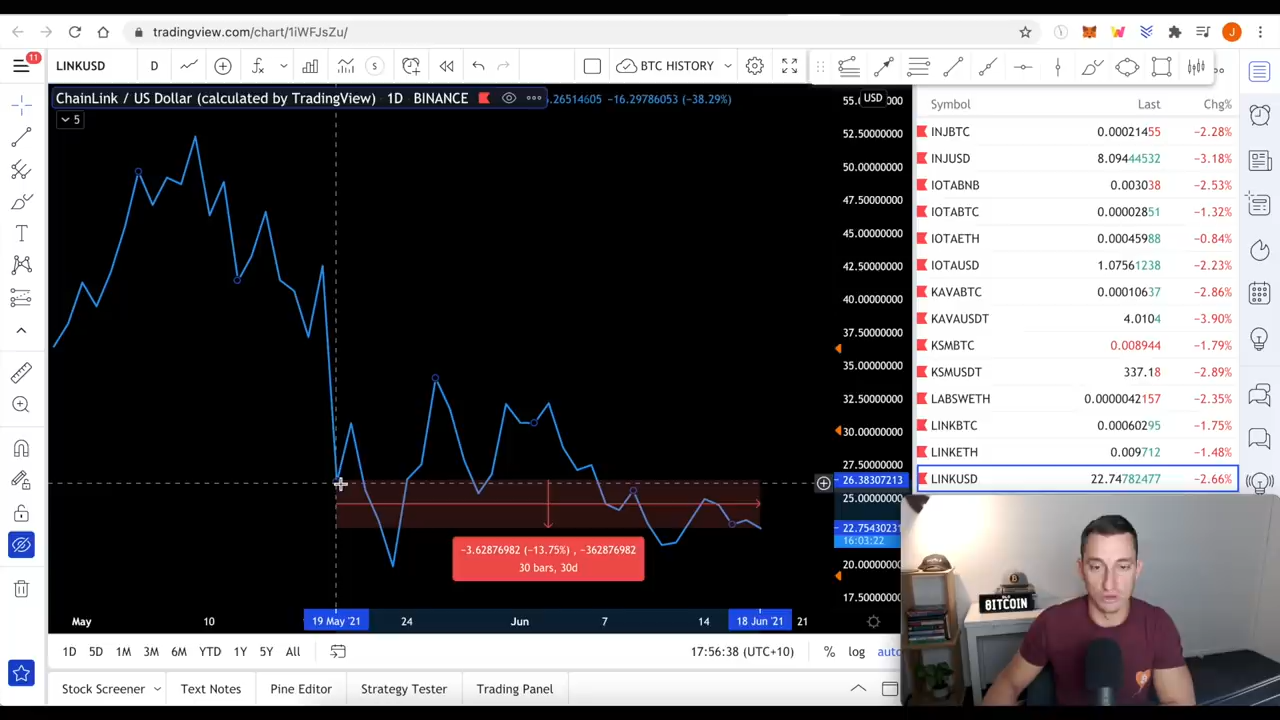 tradingview.com/chart/1iWFJsZu/
J
11
LINKUSD
D
S
BTC HISTORY
ChainLink / US Dollar (calculated by TradingView)
1D
BINANCE
.26514605 −16.29786053 (−38.29%)
5
USD
55.
52.50000000
50.00000000
47.50000000
45.00000000
42.50000000
40.00000000
37.50000000
35.00000000
32.50000000
30.00000000
27.50000000
26.38307213
25.00000000
22.75430231
16:03:22
20.00000000
17.50000000
−3.62876982 (−13.75%) , −362876982
30 bars, 30d
May
10
19 May '21
24
Jun
7
14
18 Jun '21
21
1D 5D 1M 3M 6M YTD 1Y 5Y All
17:56:38 (UTC+10)
% log auto
Stock Screener
Text Notes
Pine Editor
Strategy Tester
Trading Panel
Symbol Last Chg%
INJBTC 0.00021455 −2.28%
INJUSD 8.09444532 −3.18%
IOTABNB 0.003038 −2.53%
IOTABTC 0.00002851 −1.32%
IOTAETH 0.00045988 −0.84%
IOTAUSD 1.07561238 −2.23%
KAVABTC 0.00010637 −2.86%
KAVAUSDT 4.0104 −3.90%
KSMBTC 0.008944 −1.79%
KSMUSDT 337.18 −2.89%
LABSWETH 0.0000042157 −2.35%
LINKBTC 0.00060295 −1.75%
LINKETH 0.009712 −1.48%
LINKUSD 22.74782477 −2.66%
BITCOIN